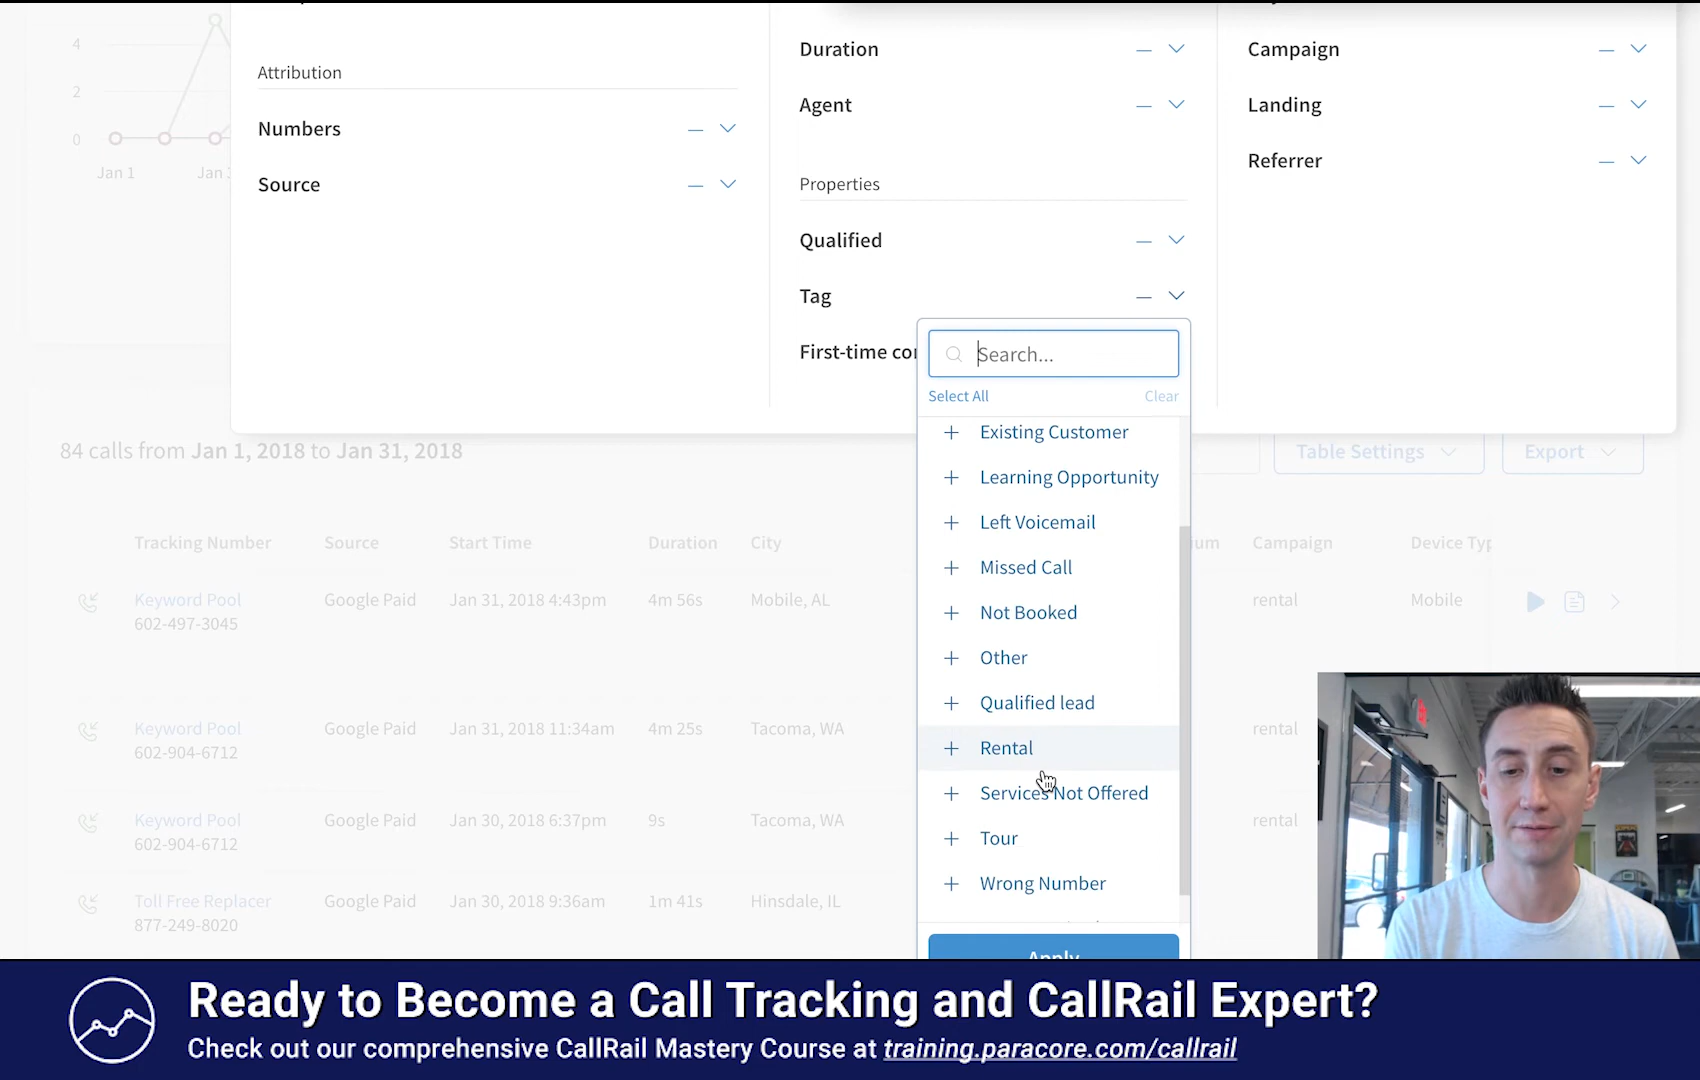 4
2
0
Jan 1
Jan
Attribution
Numbers
Source
Duration
Agent
Properties
Qualified
Tag
First-time co
Campaign
Landing
Referrer
Search...
Select All
Clear
Existing Customer
Learning Opportunity
Left Voicemail
Missed Call
Not Booked
Other
Qualified lead
Rental
Services Not Offered
Tour
Wrong Number
Apply
84 calls from Jan 1, 2018 to Jan 31, 2018
Table Settings
Export
Tracking Number Source Start Time Duration City Campaign Device Typ
Keyword Pool Google Paid Jan 31, 2018 4:43pm 4m 56s Mobile, AL rental Mobile
602-497-3045
Keyword Pool Google Paid Jan 31, 2018 11:34am 4m 25s Tacoma, WA rental
602-904-6712
Keyword Pool Google Paid Jan 30, 2018 6:37pm 9s Tacoma, WA rental
602-904-6712
Toll Free Replacer Google Paid Jan 30, 2018 9:36am 1m 41s Hinsdale, IL
877-249-8020
Ready to Become a Call Tracking and CallRail Expert?
Check out our comprehensive CallRail Mastery Course at training.paracore.com/callrail